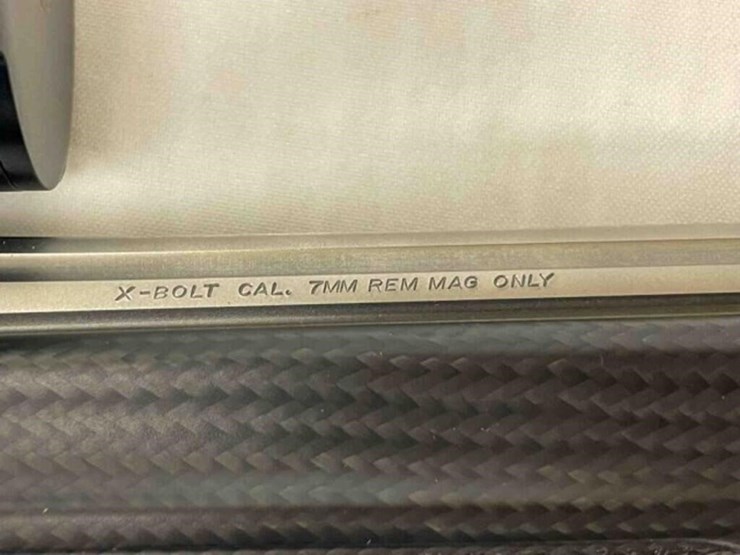 X-BOLT CAL. 7MM REM MAG ONLY